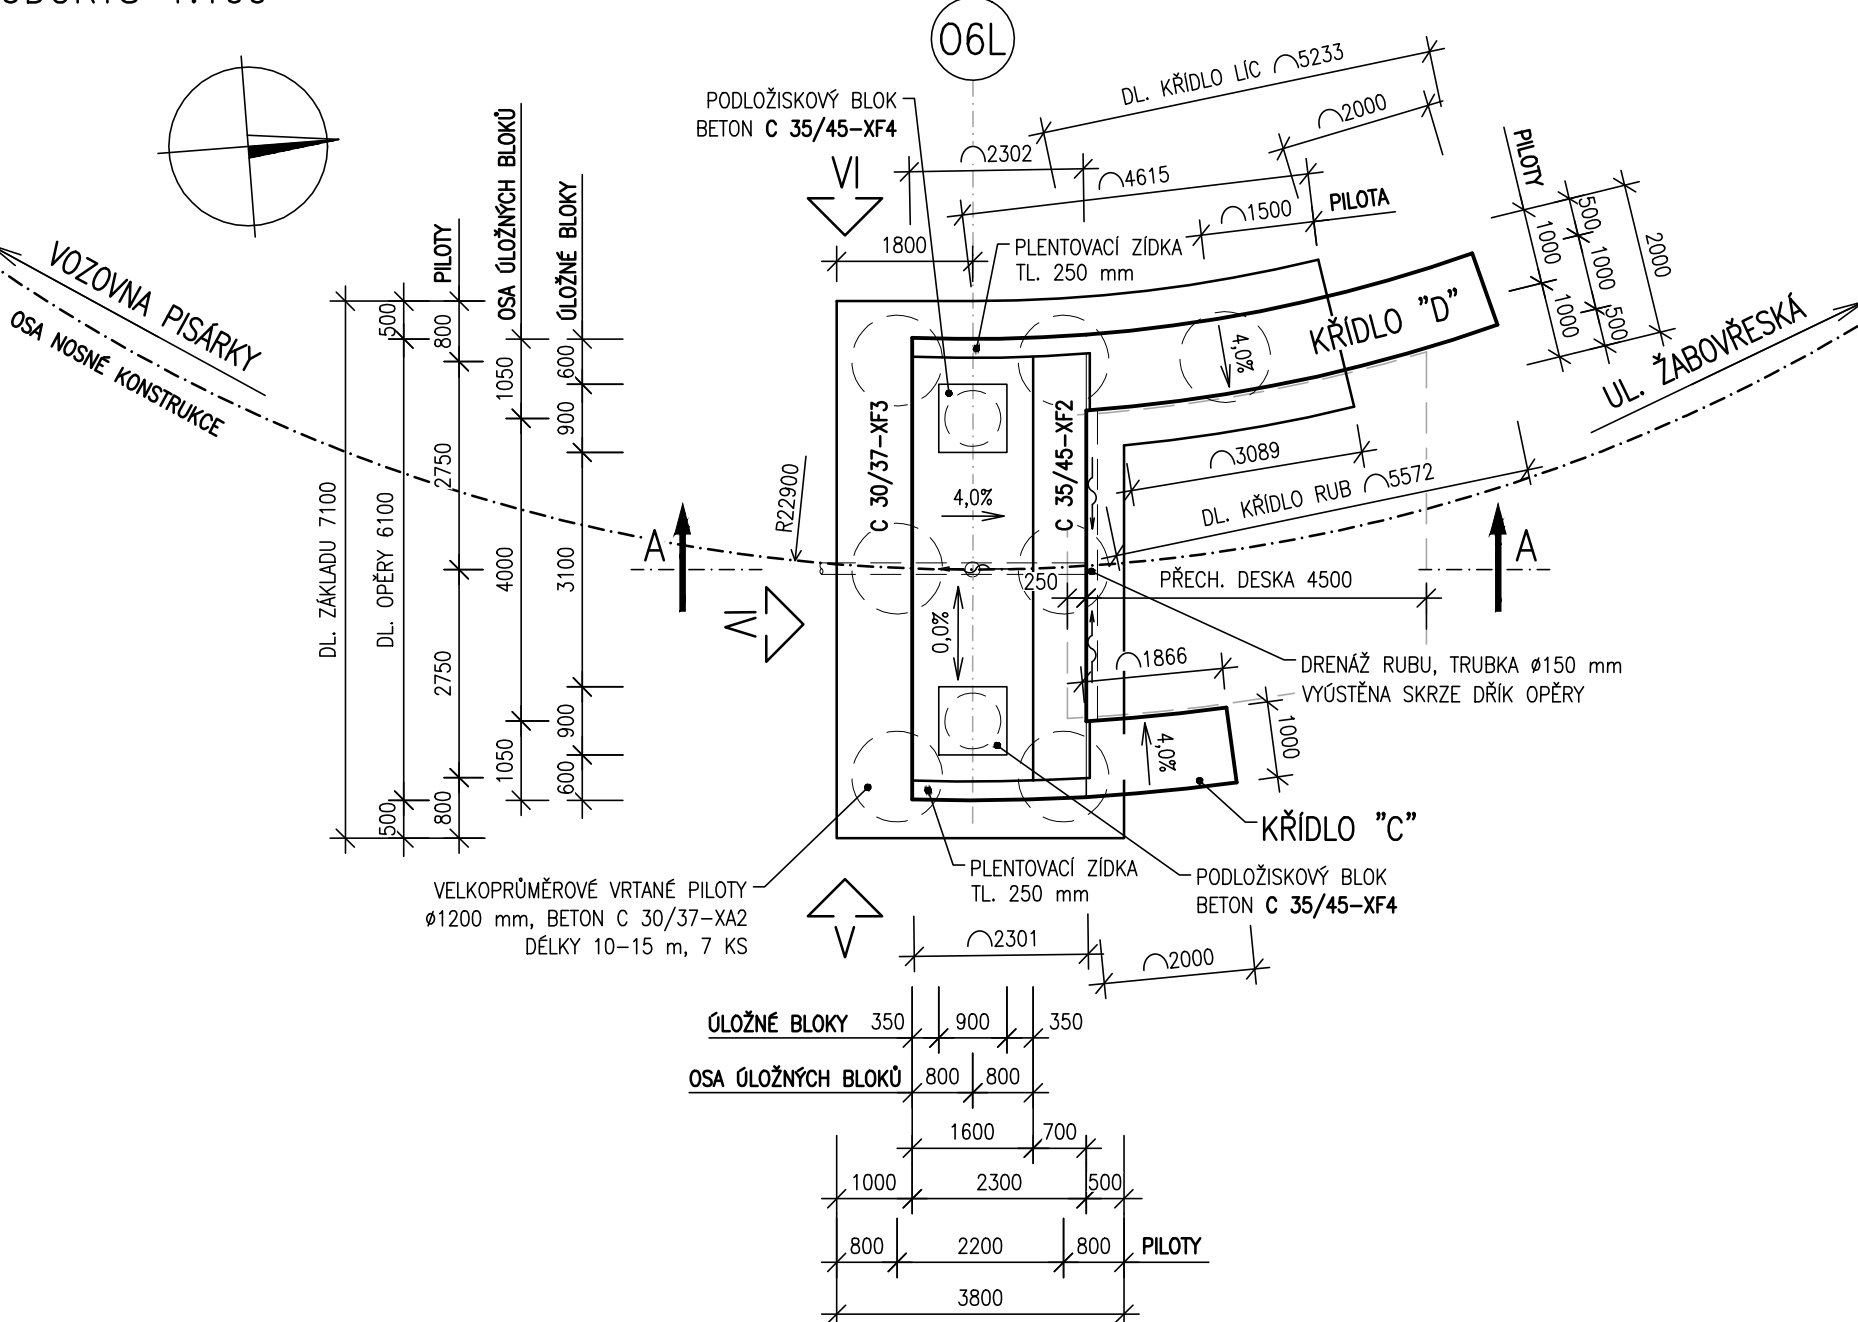 O6L
PODLOŽISKOVÝ BLOK
BETON C 35/45-XF4
VI
DL. KŘÍDLO LÍC ⌒5233
⌒2000
⌒2302
⌒4615
⌒1500
PILOTA
1800
PLENTOVACÍ ZÍDKA
TL. 250 mm
PILOTY
500
1000
1000
2000
1000
500
VOZOVNA PISÁRKY
OSA NOSNÉ KONSTRUKCE
PILOTY
OSA ÚLOŽNÝCH BLOKŮ
ÚLOŽNÉ BLOKY
DL. ZÁKLADU 7100
500
DL. OPĚRY 6100
500
800
2750
2750
800
1050
4000
1050
600
900
3100
900
600
KŘÍDLO "D"
4,0%
UL. ŽABOVŘESKÁ
C 30/37-XF3
C 35/45-XF2
R22900
4,0%
0,0%
⌒3089
DL. KŘÍDLO RUB ⌒5572
A
A
250
PŘECH. DESKA 4500
IV
⌒1866
DRENÁŽ RUBU, TRUBKA ø150 mm
VYÚSTĚNA SKRZE DŘÍK OPĚRY
1000
4,0%
KŘÍDLO "C"
PLENTOVACÍ ZÍDKA
TL. 250 mm
PODLOŽISKOVÝ BLOK
BETON C 35/45-XF4
VELKOPRŮMĚROVÉ VRTANÉ PILOTY
ø1200 mm, BETON C 30/37-XA2
DÉLKY 10-15 m, 7 KS
V
⌒2301
⌒2000
ÚLOŽNÉ BLOKY 350 900 350
OSA ÚLOŽNÝCH BLOKŮ 800 800
1600 700
1000 2300 500
800 2200 800 PILOTY
3800